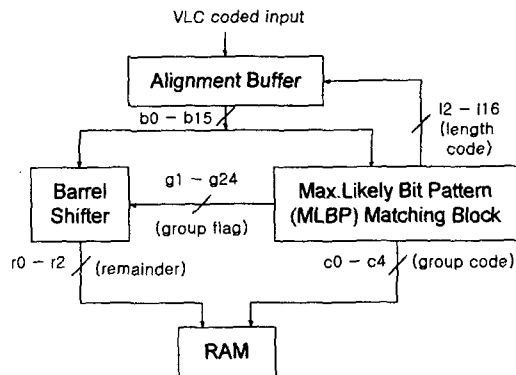 VLC coded input
Alignment Buffer
b0 - b15
l2 - l16
(length
code)
Barrel
Shifter
g1 - g24
(group flag)
Max.Likely Bit Pattern
(MLBP) Matching Block
r0 - r2
(remainder)
c0 - c4
(group code)
RAM